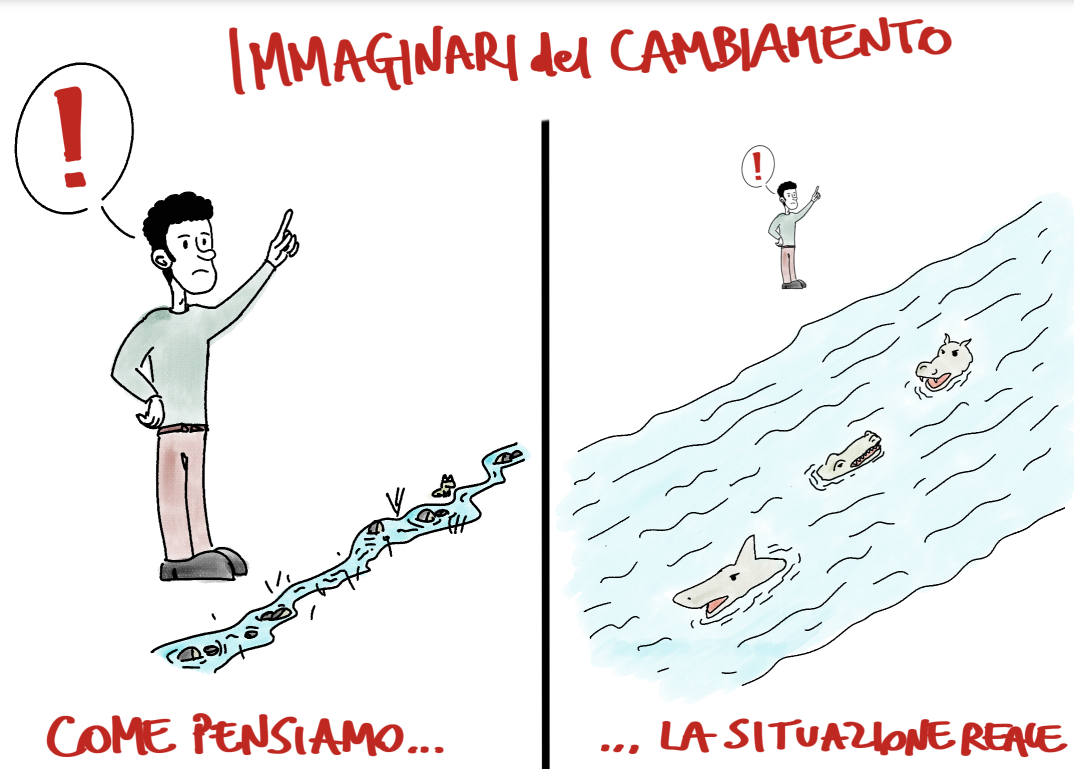 IMMAGINARI del CAMBIAMENTO
!
!
COME PENSIAMO...
... LA SITUAZIONE REALE